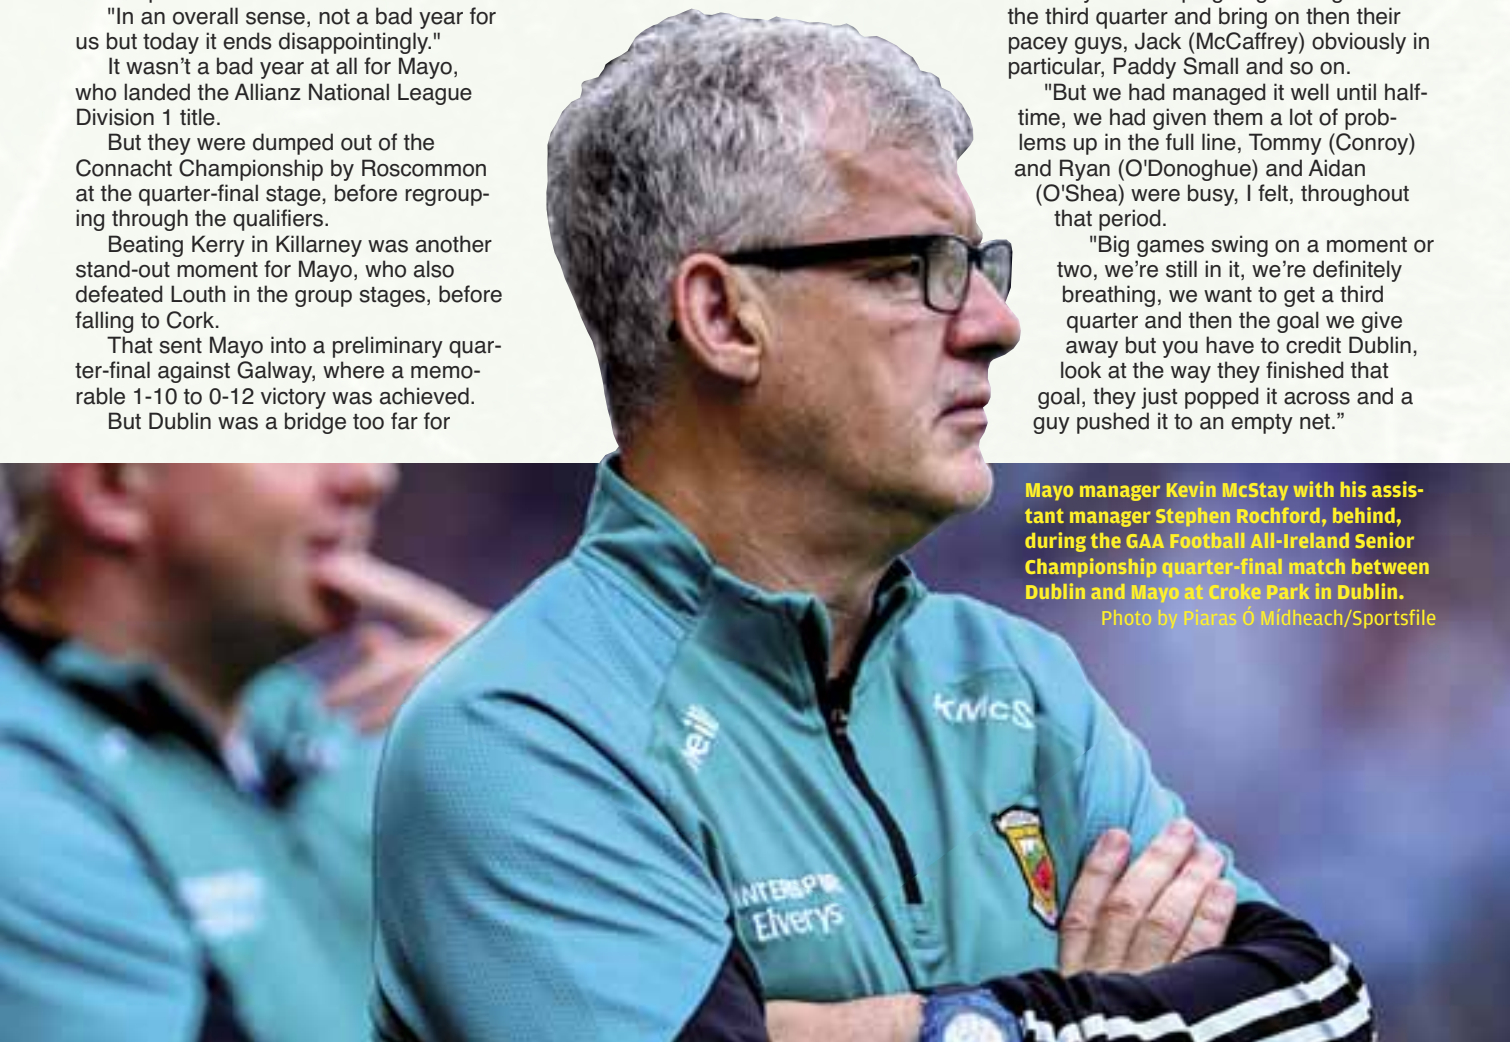 "In an overall sense, not a bad year for
us but today it ends disappointingly."
It wasn't a bad year at all for Mayo,
who landed the Allianz National League
Division 1 title.
But they were dumped out of the
Connacht Championship by Roscommon
at the quarter-final stage, before regroup-
ing through the qualifiers.
Beating Kerry in Killarney was another
stand-out moment for Mayo, who also
defeated Louth in the group stages, before
falling to Cork.
That sent Mayo into a preliminary quar-
ter-final against Galway, where a memo-
rable 1-10 to 0-12 victory was achieved.
But Dublin was a bridge too far for
the third quarter and bring on then their
pacey guys, Jack (McCaffrey) obviously in
particular, Paddy Small and so on.
"But we had managed it well until half-
time, we had given them a lot of prob-
lems up in the full line, Tommy (Conroy)
and Ryan (O'Donoghue) and Aidan
(O'Shea) were busy, I felt, throughout
that period.
"Big games swing on a moment or
two, we're still in it, we're definitely
breathing, we want to get a third
quarter and then the goal we give
away but you have to credit Dublin,
look at the way they finished that
goal, they just popped it across and a
guy pushed it to an empty net.”
Mayo manager Kevin McStay with his assis-
tant manager Stephen Rochford, behind,
during the GAA Football All-Ireland Senior
Championship quarter-final match between
Dublin and Mayo at Croke Park in Dublin.
Photo by Piaras Ó Mídheach/Sportsfile
KMcS
Elverys